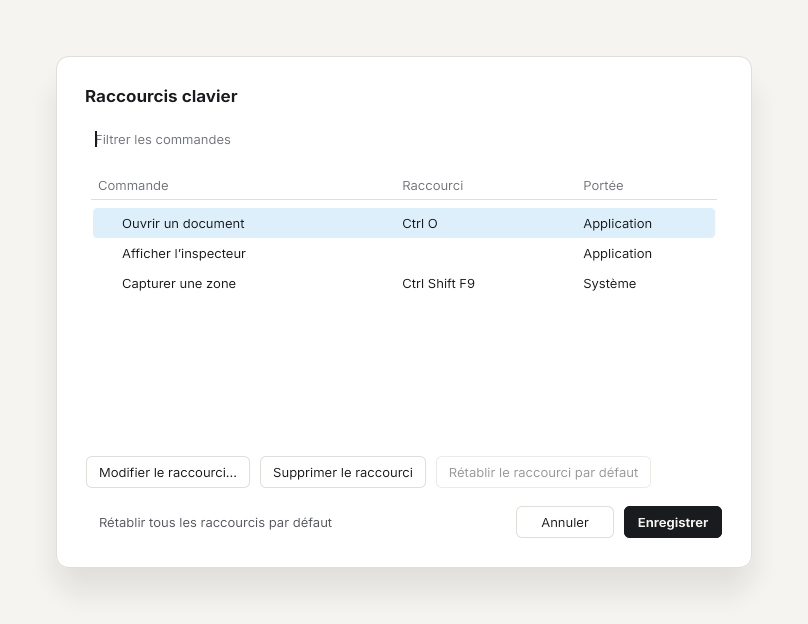 Raccourcis clavier
Filtrer les commandes
Commande Raccourci Portée
Ouvrir un document Ctrl O Application
Afficher l’inspecteur Application
Capturer une zone Ctrl Shift F9 Système
Modifier le raccourci… Supprimer le raccourci Rétablir le raccourci par défaut
Rétablir tous les raccourcis par défaut Annuler Enregistrer